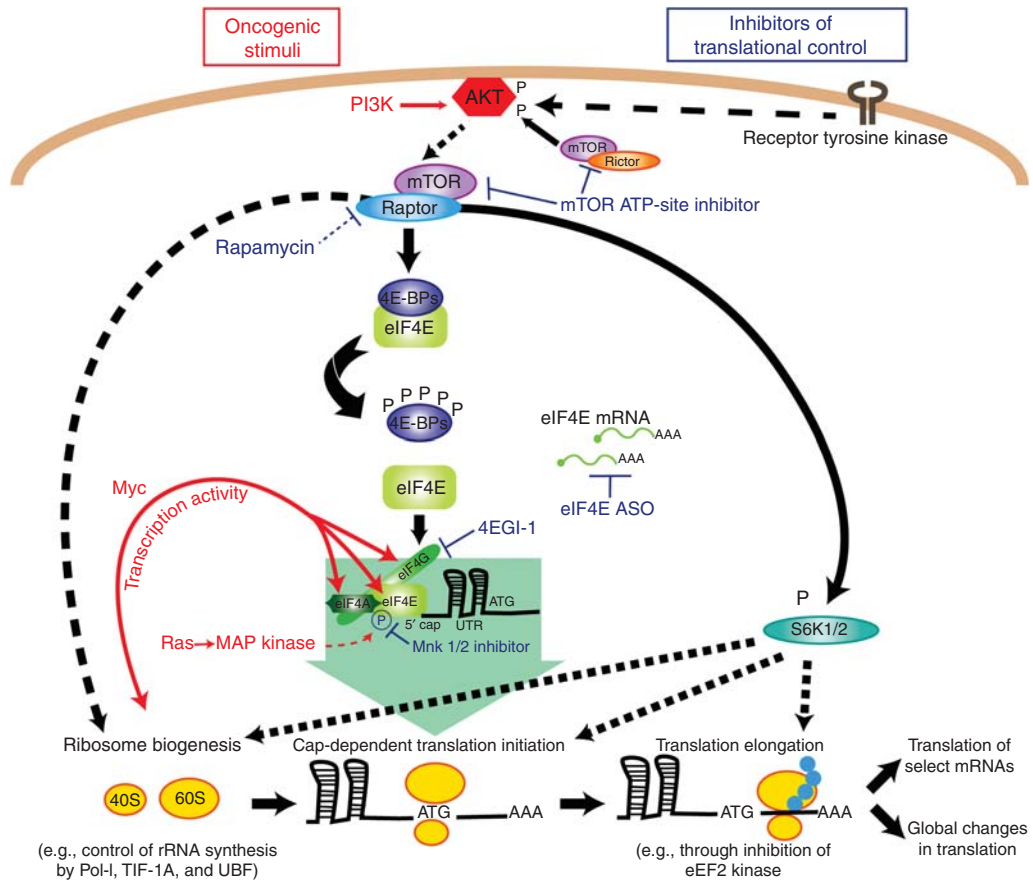 Oncogenic
stimuli
Inhibitors of
translational control
PI3K
AKT
P
P
Receptor tyrosine kinase
mTOR
Rictor
mTOR
Raptor
mTOR ATP-site inhibitor
Rapamycin
4E-BPs
eIF4E
P P P P P
4E-BPs
eIF4E mRNA
AAA
AAA
eIF4E ASO
eIF4E
Myc
Transcription activity
4EGI-1
eIF4G
eIF4A
eIF4E
ATG
5′ cap
UTR
P
Ras
MAP kinase
Mnk 1/2 inhibitor
P
S6K1/2
Ribosome biogenesis
Cap-dependent translation initiation
Translation elongation
Translation of
select mRNAs
40S
60S
ATG
AAA
ATG
AAA
Global changes
in translation
(e.g., control of rRNA synthesis
by Pol-I, TIF-1A, and UBF)
(e.g., through inhibition of
eEF2 kinase